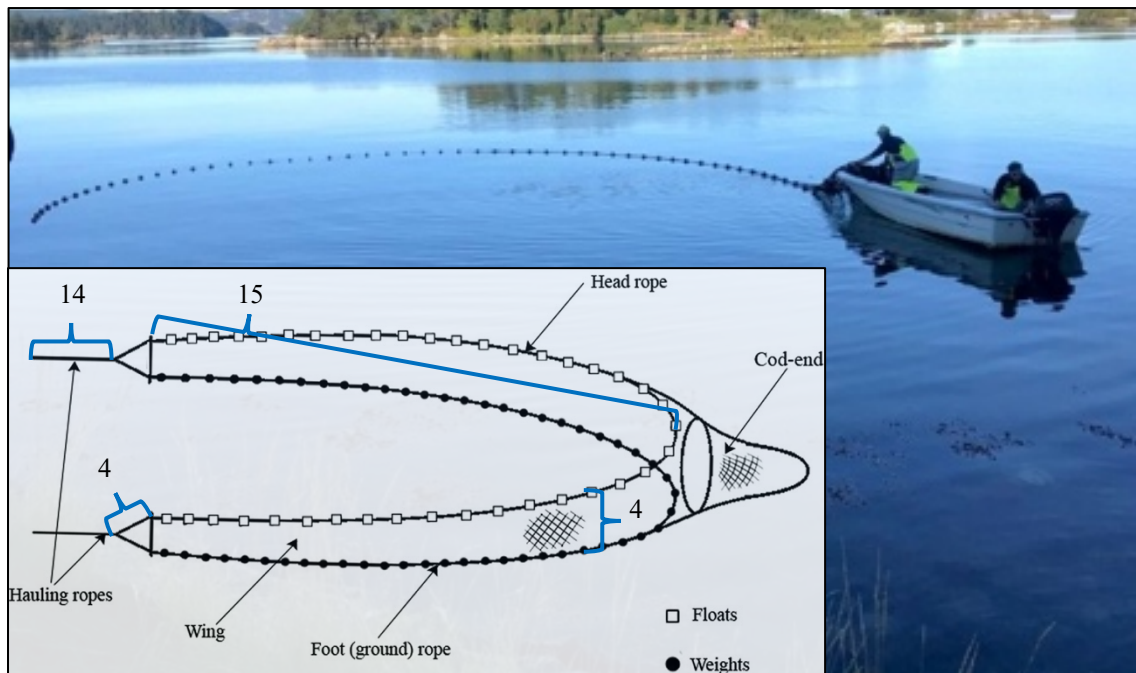 14
15
Head rope
Cod-end
4
4
Hauling ropes
Wing
Foot (ground) rope
Floats
Weights